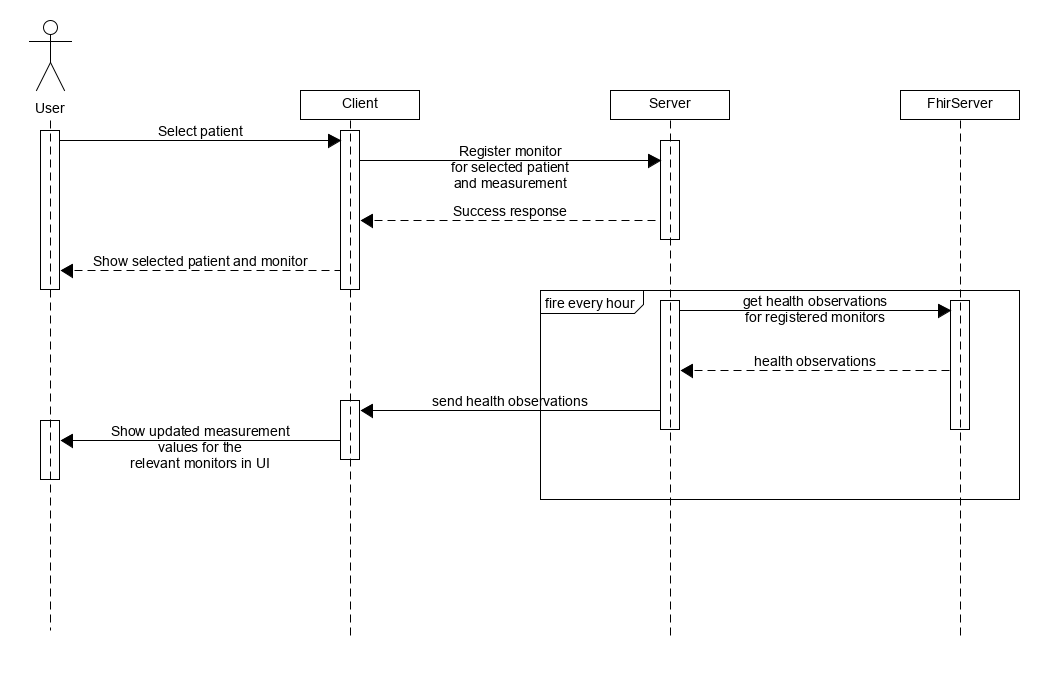 User
Client
Server
FhirServer
Select patient
Register monitor
for selected patient
and measurement
Success response
Show selected patient and monitor
fire every hour
get health observations
for registered monitors
health observations
send health observations
Show updated measurement
values for the
relevant monitors in UI